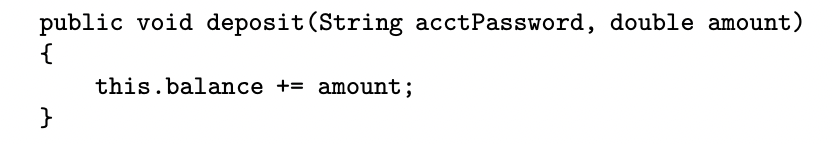 public void deposit(String acctPassword, double amount)
{
    this.balance += amount;
}